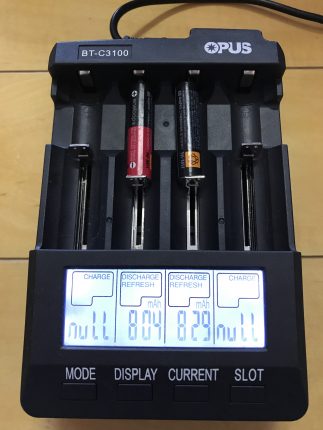 BT-C3100 OPUS
CHARGE DISCHARGE DISCHARGE CHARGE
REFRESH REFRESH
mAh mAh
null 804 829 null
MODE DISPLAY CURRENT SLOT